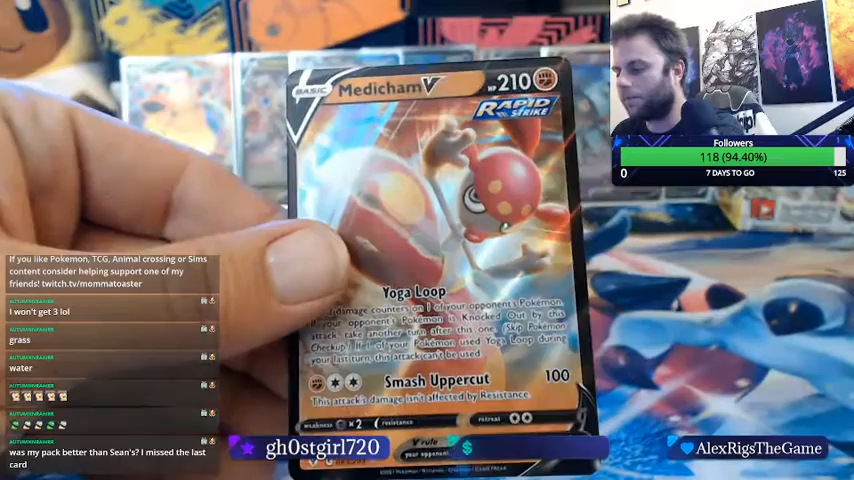 BASIC
Medicham V
HP 210
RAPID
STRIKE
Followers
118 (94.40%)
0
7 DAYS TO GO
125
If you like Pokemon, TCG, Animal crossing or Sims
content consider helping support one of my
friends! twitch.tv/mommatoaster
I won't get 3 lol
grass
water
was my pack better than Sean's? I missed the last
card
Yoga Loop
damage counters on 1 of your opponent's Pokémon.
If your opponent's Pokémon is Knocked Out by this
attack, take another turn after this one. (Skip Pokémon
Checkup.) If 1 of your Pokémon used Yoga Loop during
your last turn, this attack can't be used.
Smash Uppercut 100
This attack's damage isn't affected by Resistance.
weakness ×2 resistance retreat
V rule
your opponent
gh0stgirl720
$
AlexRigsTheGame